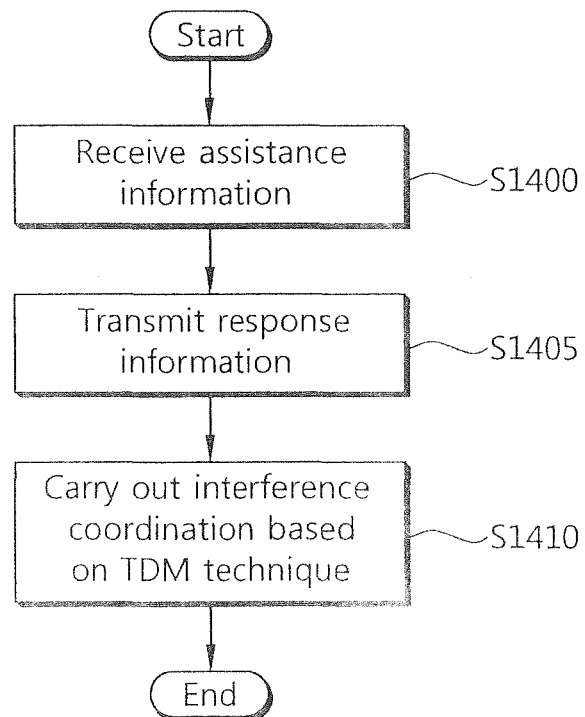 Start
Receive assistance
information
S1400
Transmit response
information
S1405
Carry out interference
coordination based
on TDM technique
S1410
End